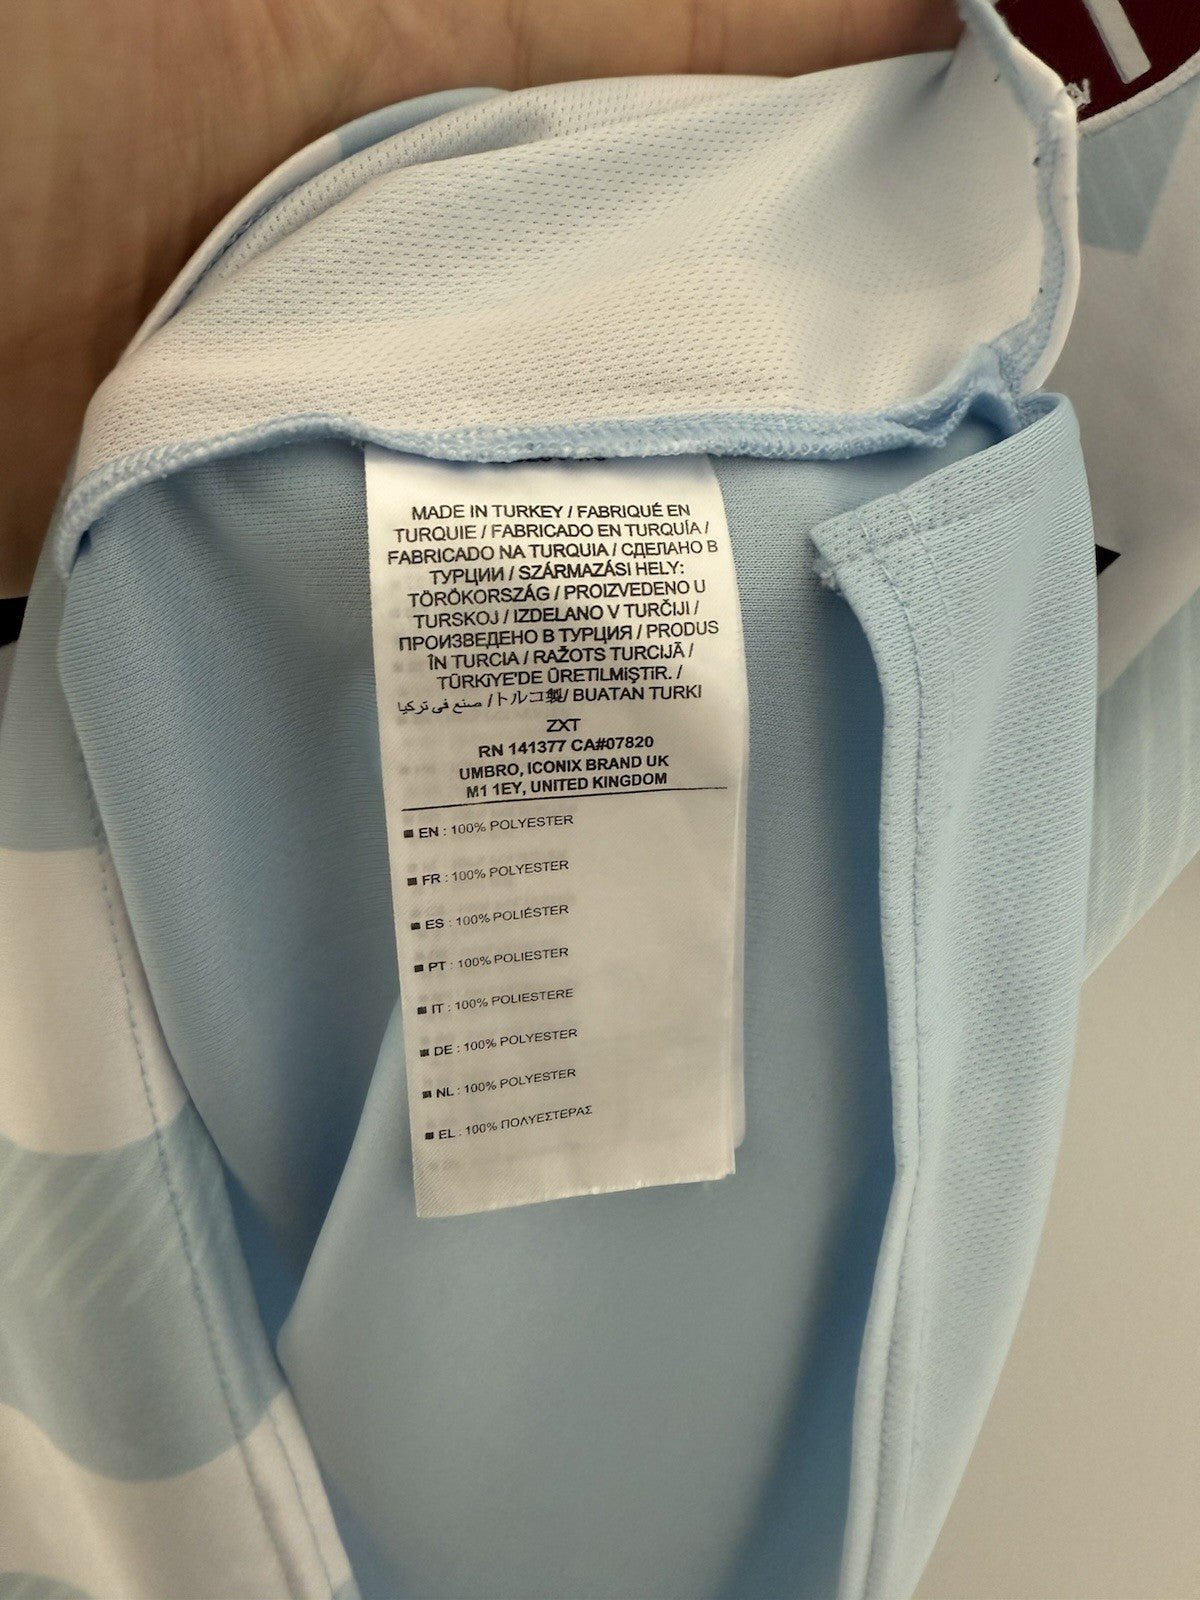 MADE IN TURKEY / FABRIQUÉ EN
TURQUIE / FABRICADO EN TURQUÍA /
FABRICADO NA TURQUIA / СДЕЛАНО В
ТУРЦИИ / SZÁRMAZÁSI HELY:
TÖRÖKORSZÁG / PROIZVEDENO U
TURSKOJ / IZDELANO V TURČIJI /
ПРОИЗВЕДЕНО В ТУРЦИЯ / PRODUS
ÎN TURCIA / RAŽOTS TURCIJĀ /
TÜRKİYE'DE ÜRETILMİŞTİR. /
صنع في تركيا /トルコ製/ BUATAN TURKI
ZXT
RN 141377 CA#07820
UMBRO, ICONIX BRAND UK
M1 1EY, UNITED KINGDOM
EN : 100% POLYESTER
FR : 100% POLYESTER
ES : 100% POLIÉSTER
PT : 100% POLIESTER
IT : 100% POLIESTERE
DE : 100% POLYESTER
NL : 100% POLYESTER
EL : 100% ΠΟΛΥΕΣΤΕΡΑΣ